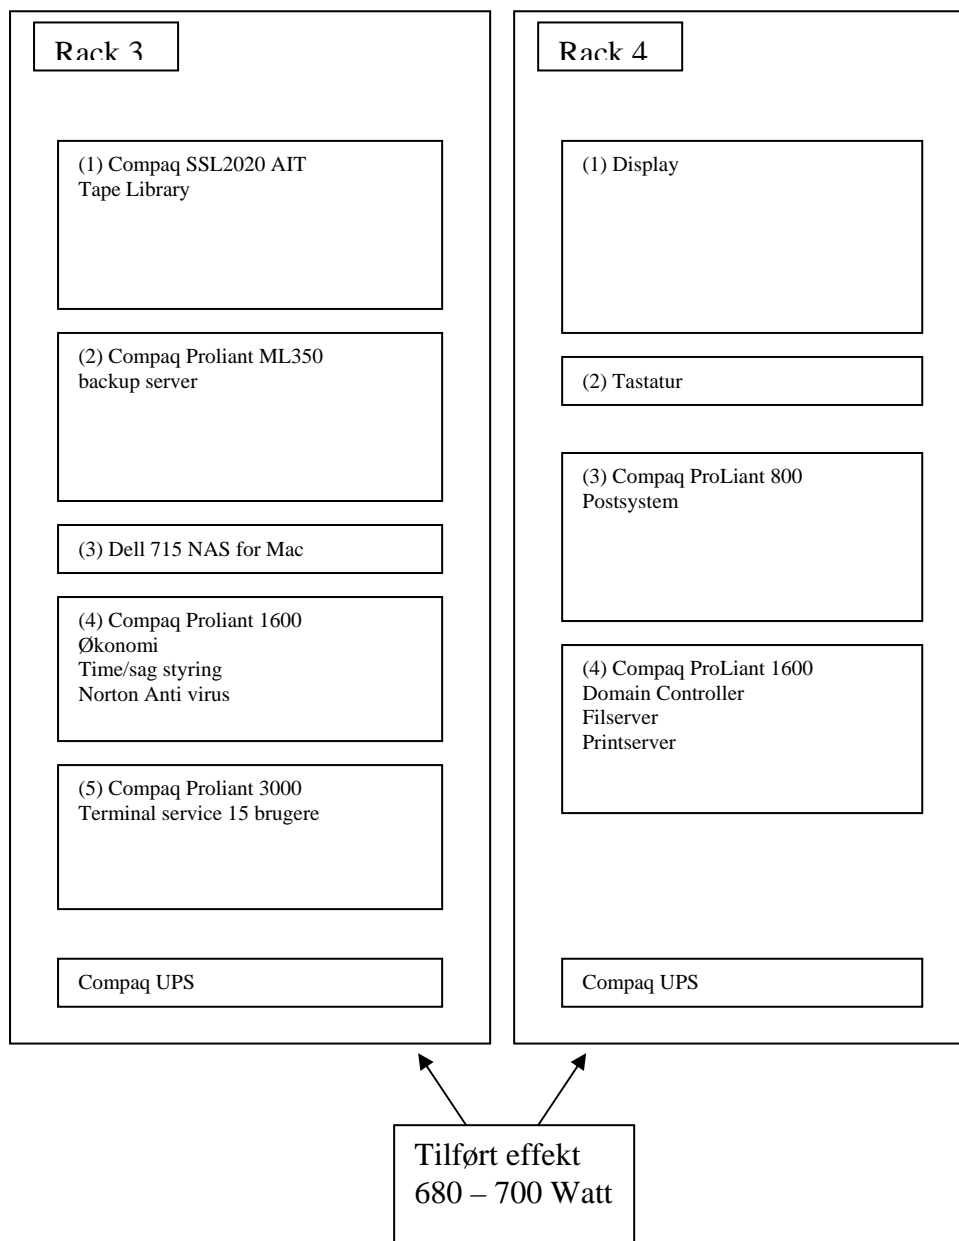 Rack 3
(1) Compaq SSL2020 AIT
Tape Library
(2) Compaq Proliant ML350
backup server
(3) Dell 715 NAS for Mac
(4) Compaq Proliant 1600
Økonomi
Time/sag styring
Norton Anti virus
(5) Compaq Proliant 3000
Terminal service 15 brugere
Compaq UPS
Rack 4
(1) Display
(2) Tastatur
(3) Compaq ProLiant 800
Postsystem
(4) Compaq ProLiant 1600
Domain Controller
Filserver
Printserver
Compaq UPS
Tilført effekt
680 – 700 Watt